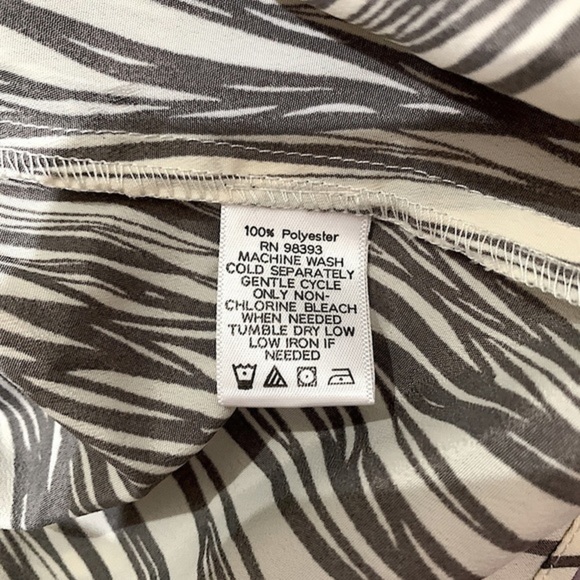 100% Polyester
RN 98393
MACHINE WASH
COLD SEPARATELY
GENTLE CYCLE
ONLY NON-
CHLORINE BLEACH
WHEN NEEDED
TUMBLE DRY LOW
LOW IRON IF
NEEDED